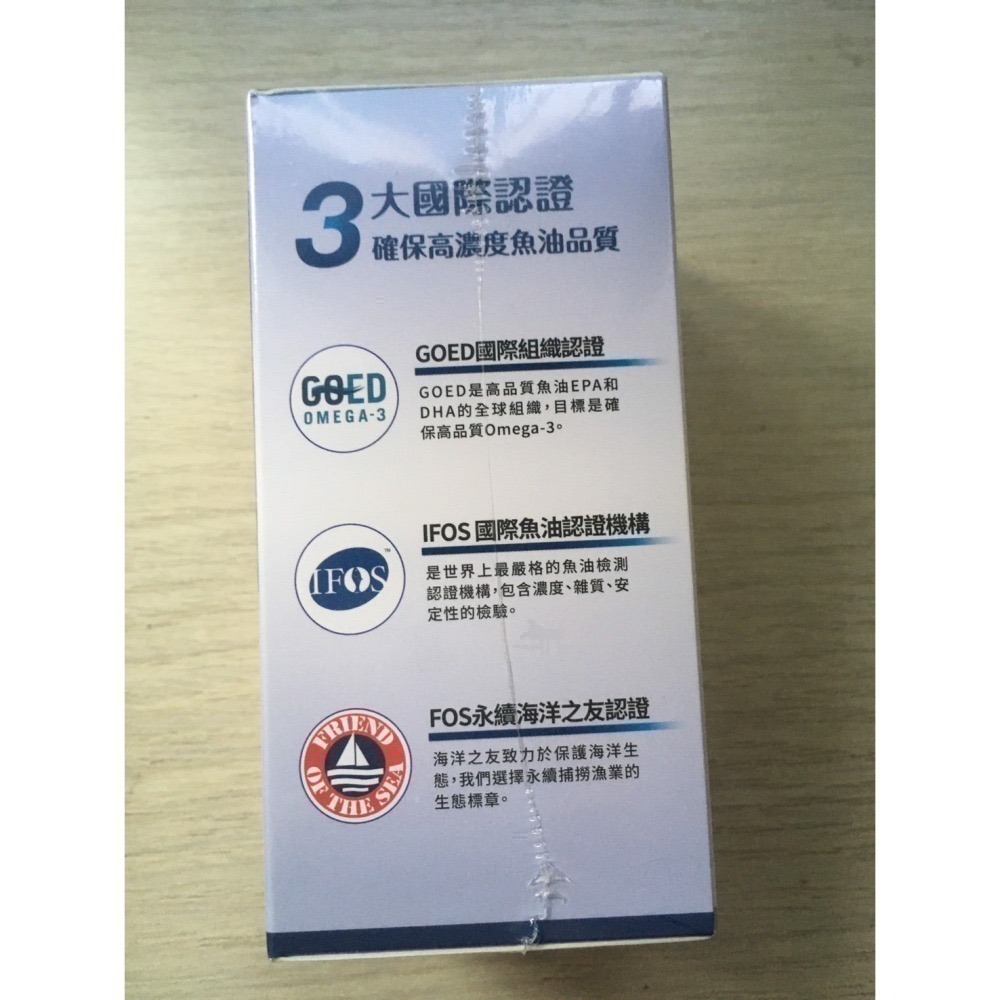 3大國際認證
確保高濃度魚油品質
GOED
OMEGA-3
GOED國際組織認證
GOED是高品質魚油EPA和
DHA的全球組織,目標是確
保高品質Omega-3。
IFOS™
IFOS 國際魚油認證機構
是世界上最嚴格的魚油檢測
認證機構,包含濃度、雜質、安
定性的檢驗。
FRIEND
OF THE SEA
FOS永續海洋之友認證
海洋之友致力於保護海洋生
態,我們選擇永續捕撈漁業的
生態標章。